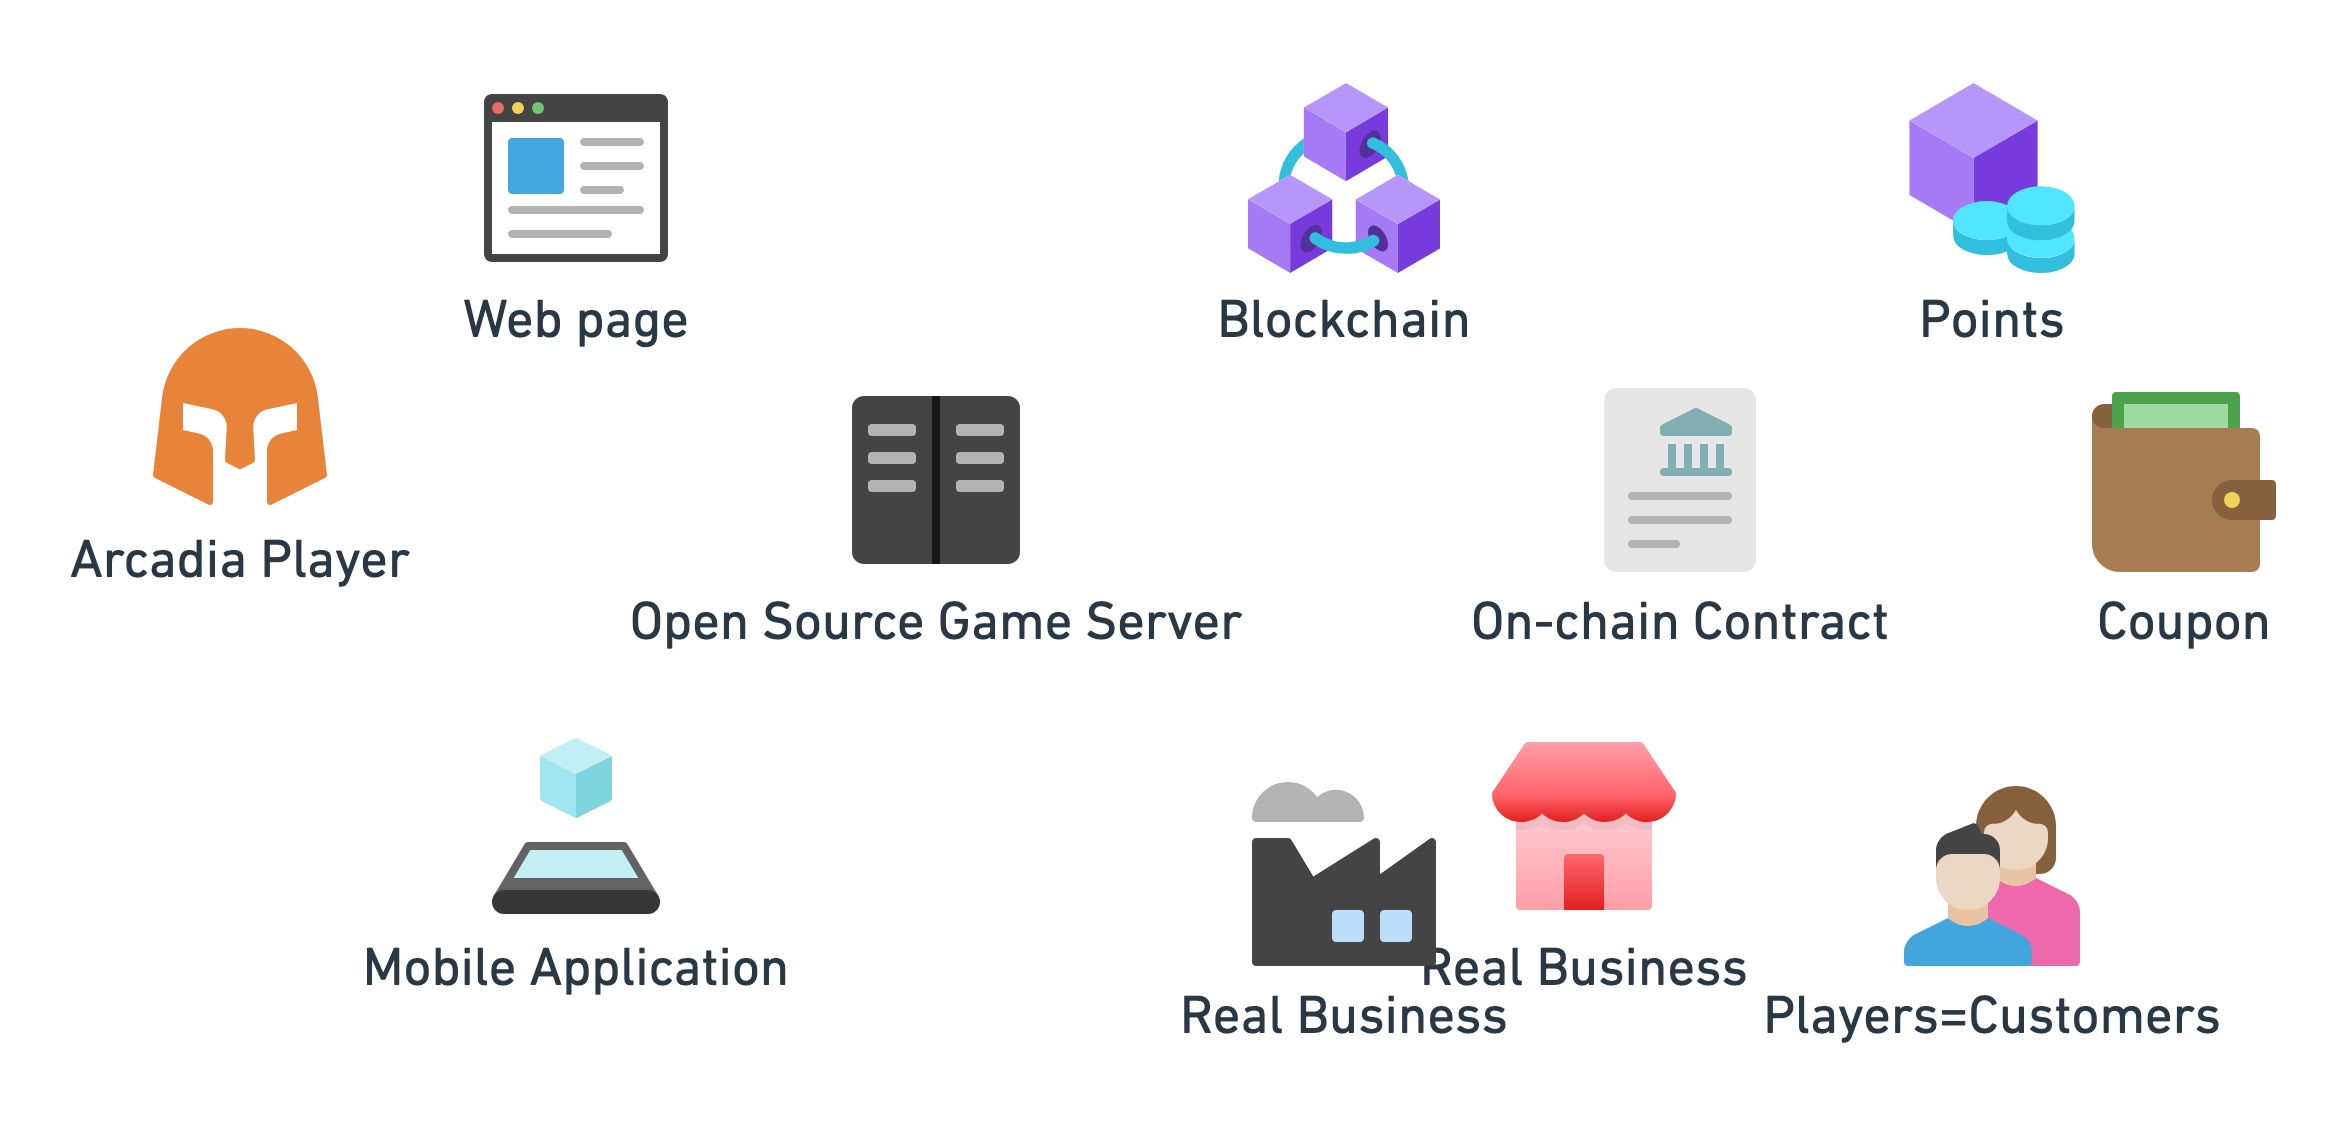 Web page
Blockchain
Points
Arcadia Player
Open Source Game Server
On-chain Contract
Coupon
Mobile Application
Real Business
Real Business
Players=Customers